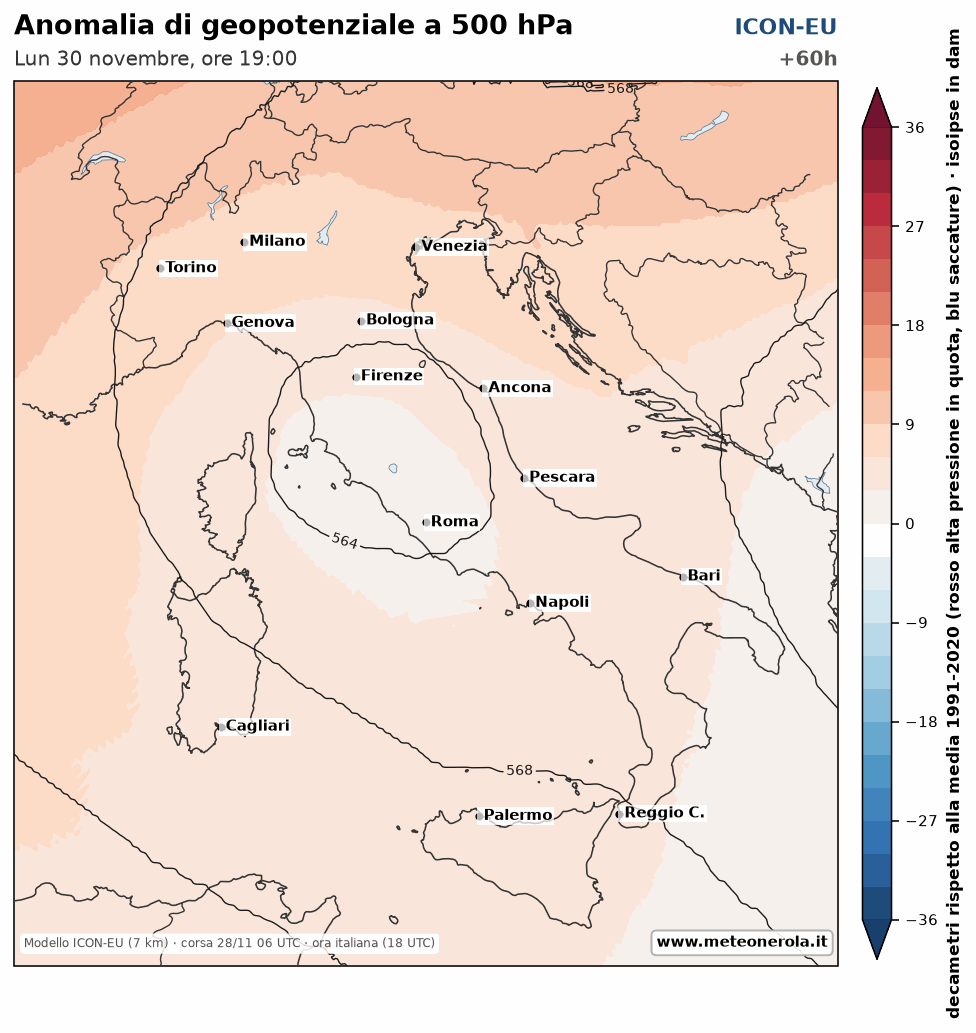 Anomalia di geopotenziale a 500 hPa
ICON-EU
Lun 30 novembre, ore 19:00
+60h
568
Milano
Venezia
Torino
Genova
Bologna
Firenze
Ancona
Pescara
Roma
564
Bari
Napoli
Cagliari
568
Palermo
Reggio C.
Modello ICON-EU (7 km) · corsa 28/11 06 UTC · ora italiana (18 UTC)
www.meteonerola.it
36
27
18
9
0
−9
−18
−27
−36
decametri rispetto alla media 1991-2020 (rosso alta pressione in quota, blu saccature) · isoipse in dam